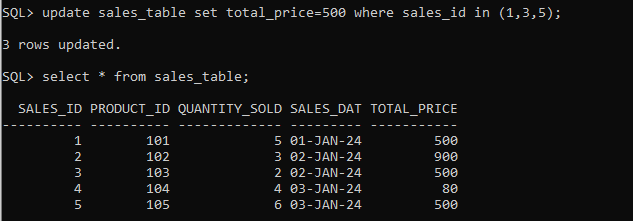 SQL> update sales_table set total_price=500 where sales_id in (1,3,5);
3 rows updated.
SQL> select * from sales_table;
SALES_ID PRODUCT_ID QUANTITY_SOLD SALES_DAT TOTAL_PRICE
---------- ---------- ------------- --------- -----------
1 101 5 01-JAN-24 500
2 102 3 02-JAN-24 900
3 103 2 02-JAN-24 500
4 104 4 03-JAN-24 80
5 105 6 03-JAN-24 500